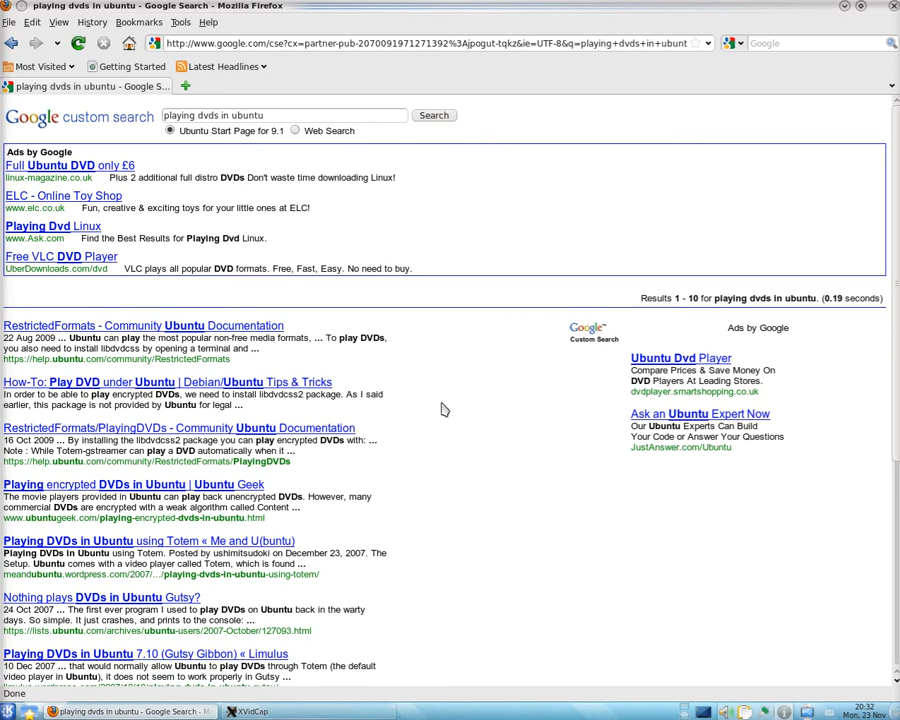 playing dvds in ubuntu - Google Search - Mozilla Firefox
File Edit View History Bookmarks Tools Help
http://www.google.com/cse?cx=partner-pub-2070091971271392%3Ajpogut-tqkz&ie=UTF-8&q=playing+dvds+in+ubunt
Google
Most Visited Getting Started Latest Headlines
playing dvds in ubuntu - Google S...
Google custom search playing dvds in ubuntu Search
Ubuntu Start Page for 9.1 Web Search
Ads by Google
Full Ubuntu DVD only £6
linux-magazine.co.uk Plus 2 additional full distro DVDs Don't waste time downloading Linux!
ELC - Online Toy Shop
www.elc.co.uk Fun, creative & exciting toys for your little ones at ELC!
Playing Dvd Linux
www.Ask.com Find the Best Results for Playing Dvd Linux.
Free VLC DVD Player
UberDownloads.com/dvd VLC plays all popular DVD formats. Free, Fast, Easy. No need to buy.
Results 1 - 10 for playing dvds in ubuntu. (0.19 seconds)
RestrictedFormats - Community Ubuntu Documentation
22 Aug 2009 ... Ubuntu can play the most popular non-free media formats, ... To play DVDs,
you also need to install libdvdcss by opening a terminal and ...
https://help.ubuntu.com/community/RestrictedFormats
How-To: Play DVD under Ubuntu | Debian/Ubuntu Tips & Tricks
In order to be able to play encrypted DVDs, we need to install libdvdcss2 package. As I said
earlier, this package is not provided by Ubuntu for legal ...
RestrictedFormats/PlayingDVDs - Community Ubuntu Documentation
16 Oct 2009 ... By installing the libdvdcss2 package you can play encrypted DVDs with: ...
Note : While Totem-gstreamer can play a DVD automatically when it ...
https://help.ubuntu.com/community/RestrictedFormats/PlayingDVDs
Playing encrypted DVDs in Ubuntu | Ubuntu Geek
The movie players provided in Ubuntu can play back unencrypted DVDs. However, many
commercial DVDs are encrypted with a weak algorithm called Content ...
www.ubuntugeek.com/playing-encrypted-dvds-in-ubuntu.html
Playing DVDs in Ubuntu using Totem « Me and U(buntu)
Playing DVDs in Ubuntu using Totem. Posted by ushimitsudoki on December 23, 2007. The
Setup. Ubuntu comes with a video player called Totem, which is found ...
meandubuntu.wordpress.com/2007/.../playing-dvds-in-ubuntu-using-totem/
Nothing plays DVDs in Ubuntu Gutsy?
24 Oct 2007 ... The first ever program I used to play DVDs on Ubuntu back in the warty
days. So simple. It just crashes, and prints to the console: ...
https://lists.ubuntu.com/archives/ubuntu-users/2007-October/127093.html
Playing DVDs in Ubuntu 7.10 (Gutsy Gibbon) « Limulus
10 Dec 2007 ... that would normally allow Ubuntu to play DVDs through Totem (the default
video player in Ubuntu), it does not seem to work properly in Gutsy ...
Google™
Custom Search
Ads by Google
Ubuntu Dvd Player
Compare Prices & Save Money On
DVD Players At Leading Stores.
dvdplayer.smartshopping.co.uk
Ask an Ubuntu Expert Now
Our Ubuntu Experts Can Build
Your Code or Answer Your Questions
JustAnswer.com/Ubuntu
Done
playing dvds in ubuntu - Google Search - M XVidCap
20:32
Mon, 23 Nov